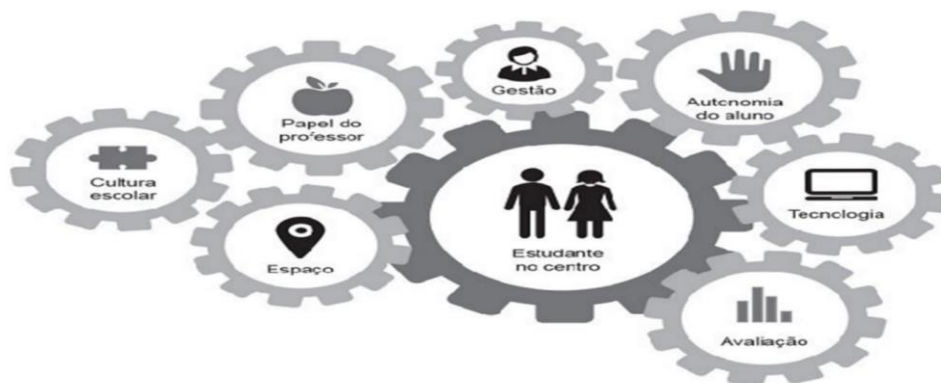 Gestão
Autonomia
do aluno
Papel do
professor
Cultura
escolar
Tecnologia
Espaço
Estudante
no centro
Avaliação